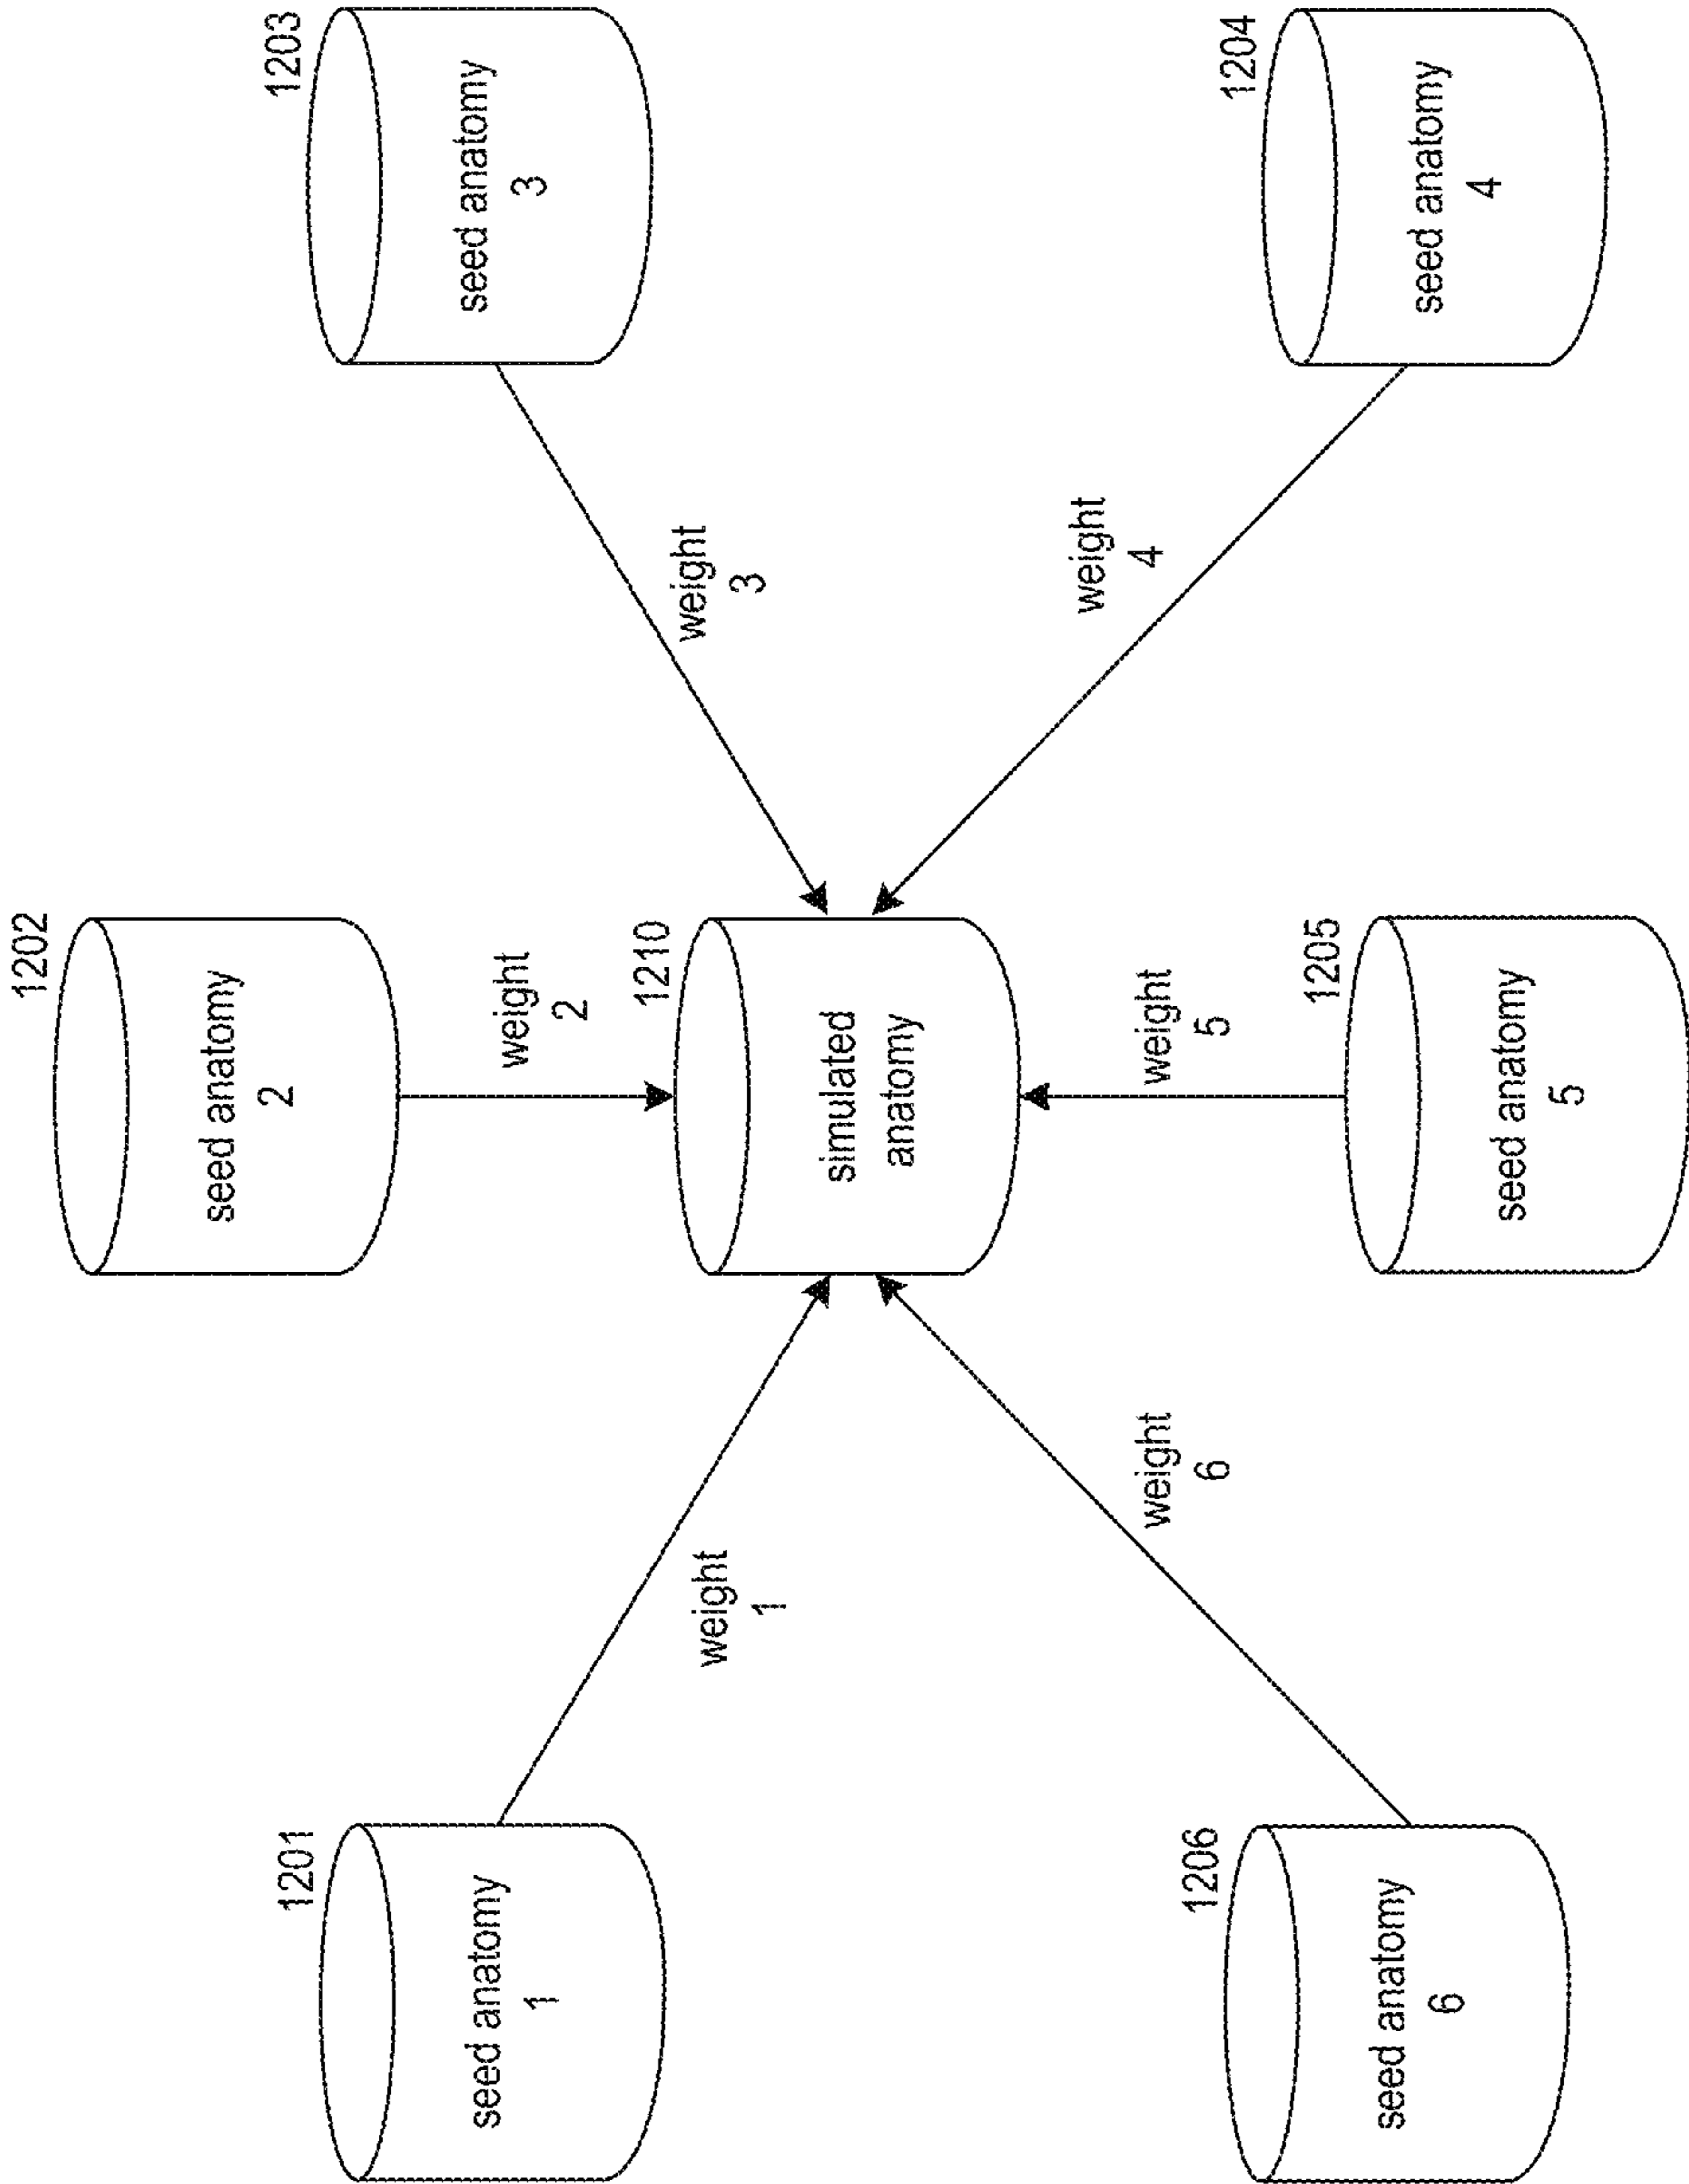 1202
seed anatomy
2
1201
seed anatomy
1
1203
seed anatomy
3
weight
1
weight
2
weight
3
1210
simulated
anatomy
weight
6
weight
5
weight
4
1206
seed anatomy
6
1205
seed anatomy
5
1204
seed anatomy
4